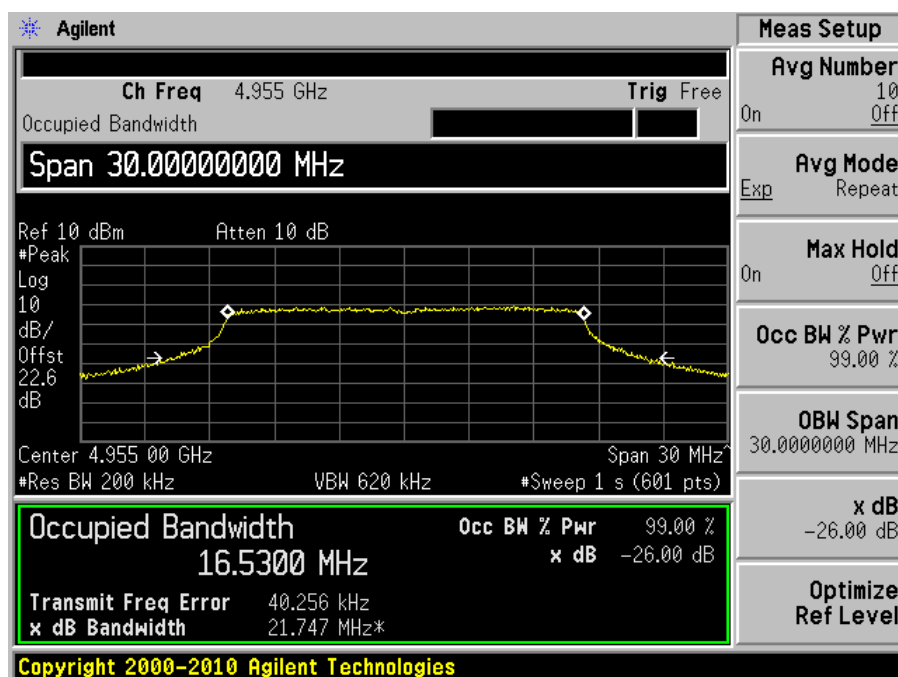 Agilent
Meas Setup
Ch Freq 4.955 GHz Trig Free
Occupied Bandwidth
Span 30.00000000 MHz
Ref 10 dBm Atten 10 dB
#Peak
Log
10
dB/
Offst
22.6
dB
Center 4.955 00 GHz Span 30 MHz^
#Res BW 200 kHz VBW 620 kHz #Sweep 1 s (601 pts)
Occupied Bandwidth
16.5300 MHz
Occ BW % Pwr 99.00 %
x dB -26.00 dB
Transmit Freq Error 40.256 kHz
x dB Bandwidth 21.747 MHz*
Avg Number
10
On Off
Avg Mode
Exp Repeat
Max Hold
On Off
Occ BW % Pwr
99.00 %
OBW Span
30.0000000 MHz
x dB
-26.00 dB
Optimize
Ref Level
Copyright 2000-2010 Agilent Technologies